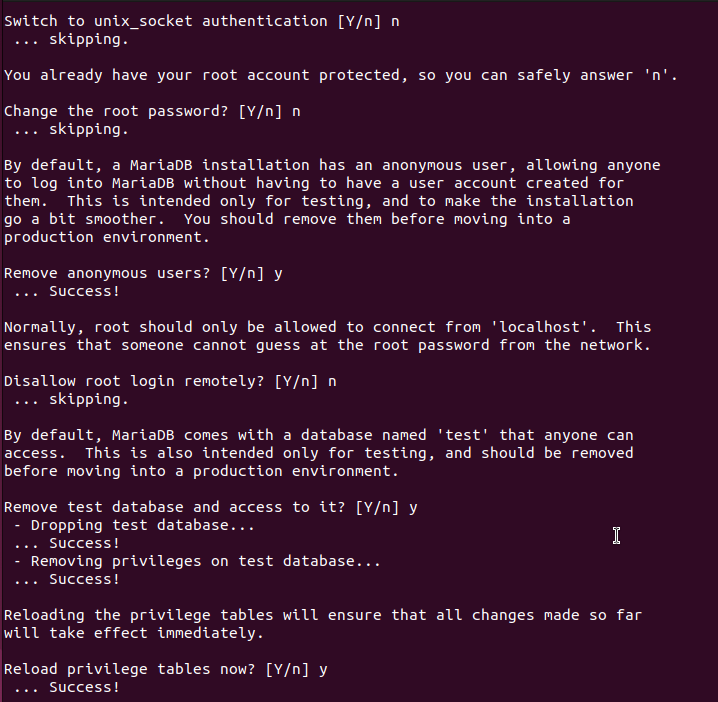 Switch to unix_socket authentication [Y/n] n
 ... skipping.

You already have your root account protected, so you can safely answer 'n'.

Change the root password? [Y/n] n
 ... skipping.

By default, a MariaDB installation has an anonymous user, allowing anyone
to log into MariaDB without having to have a user account created for
them.  This is intended only for testing, and to make the installation
go a bit smoother.  You should remove them before moving into a
production environment.

Remove anonymous users? [Y/n] y
 ... Success!

Normally, root should only be allowed to connect from 'localhost'.  This
ensures that someone cannot guess at the root password from the network.

Disallow root login remotely? [Y/n] n
 ... skipping.

By default, MariaDB comes with a database named 'test' that anyone can
access.  This is also intended only for testing, and should be removed
before moving into a production environment.

Remove test database and access to it? [Y/n] y
 - Dropping test database...
 ... Success!
 - Removing privileges on test database...
 ... Success!

Reloading the privilege tables will ensure that all changes made so far
will take effect immediately.

Reload privilege tables now? [Y/n] y
 ... Success!